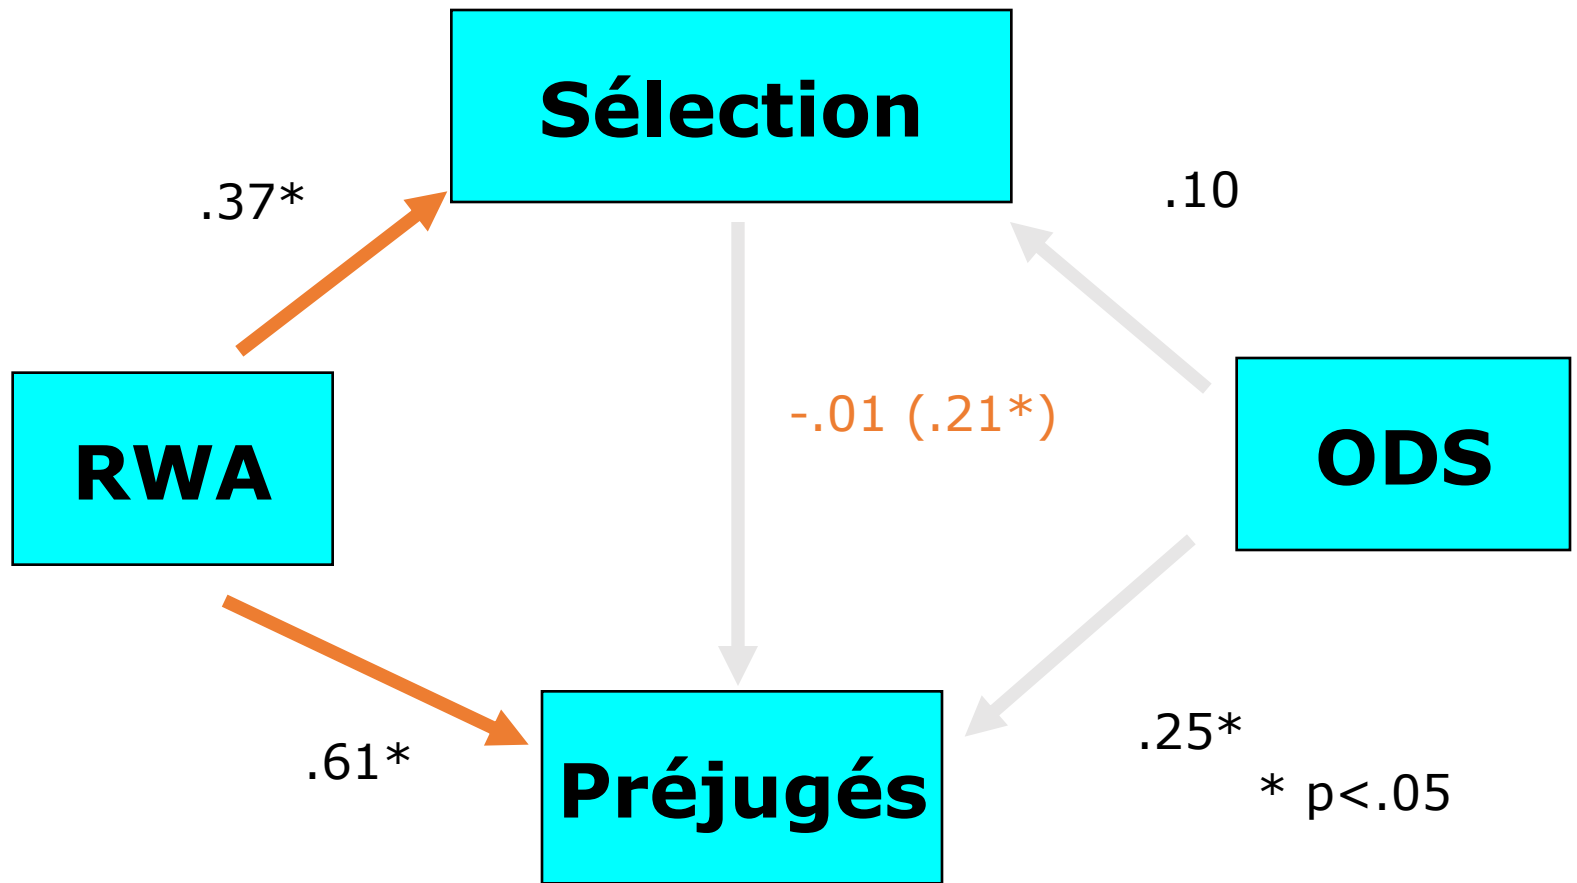 Sélection
.37*
.10
-.01 (.21*)
RWA
ODS
.61*
Préjugés
.25*
* p<.05